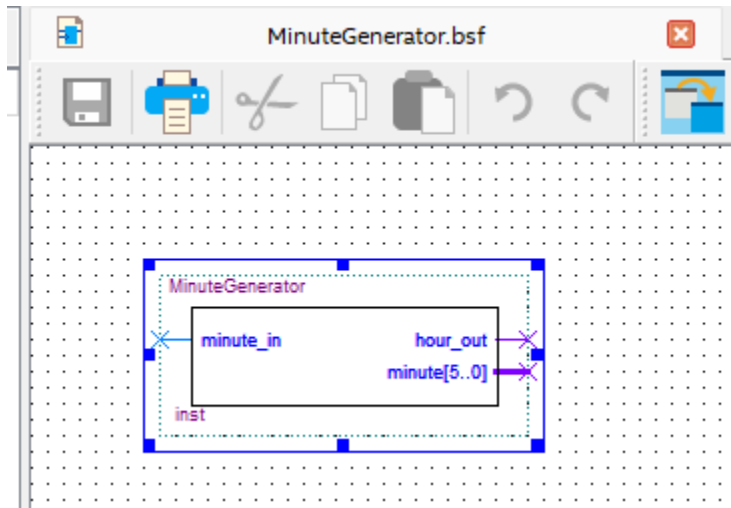 MinuteGenerator.bsf
MinuteGenerator
minute_in hour_out
minute[5..0]
inst